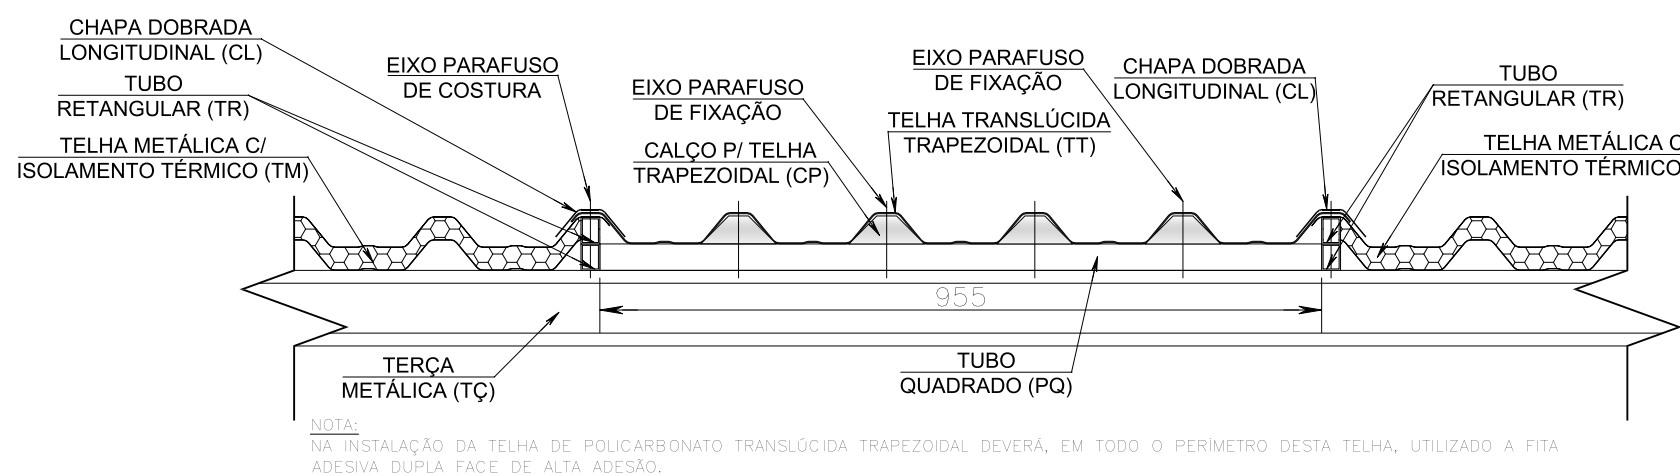 CHAPA DOBRADA
LONGITUDINAL (CL)
TUBO
RETANGULAR (TR)
TELHA METÁLICA C/
ISOLAMENTO TÉRMICO (TM)
EIXO PARAFUSO
DE COSTURA
EIXO PARAFUSO
DE FIXAÇÃO
CALÇO P/ TELHA
TRAPEZOIDAL (CP)
EIXO PARAFUSO
DE FIXAÇÃO
TELHA TRANSLÚCIDA
TRAPEZOIDAL (TT)
CHAPA DOBRADA
LONGITUDINAL (CL)
TUBO
RETANGULAR (TR)
TELHA METÁLICA C
ISOLAMENTO TÉRMICO
955
TERÇA
METÁLICA (TÇ)
TUBO
QUADRADO (PQ)
NOTA:
NA INSTALAÇÃO DA TELHA DE POLICARBONATO TRANSLÚCIDA TRAPEZOIDAL DEVERÁ, EM TODO O PERÍMETRO DESTA TELHA, UTILIZADO A FITA
ADESIVA DUPLA FACE DE ALTA ADESÃO.